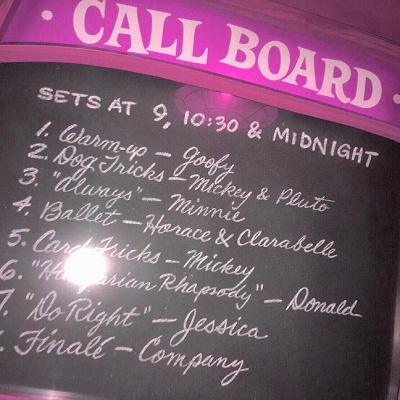 · CALL BOARD ·
SETS AT 9, 10:30 & MIDNIGHT
1. Warm-up — Goofy
2. Dog Tricks — Mickey & Pluto
3. "Always" — Minnie
4. Ballet — Horace & Clarabelle
5. Card Tricks — Mickey
6. Rhapsody" — Donald
7. "Do Right" — Jessica
. Finalé — Company